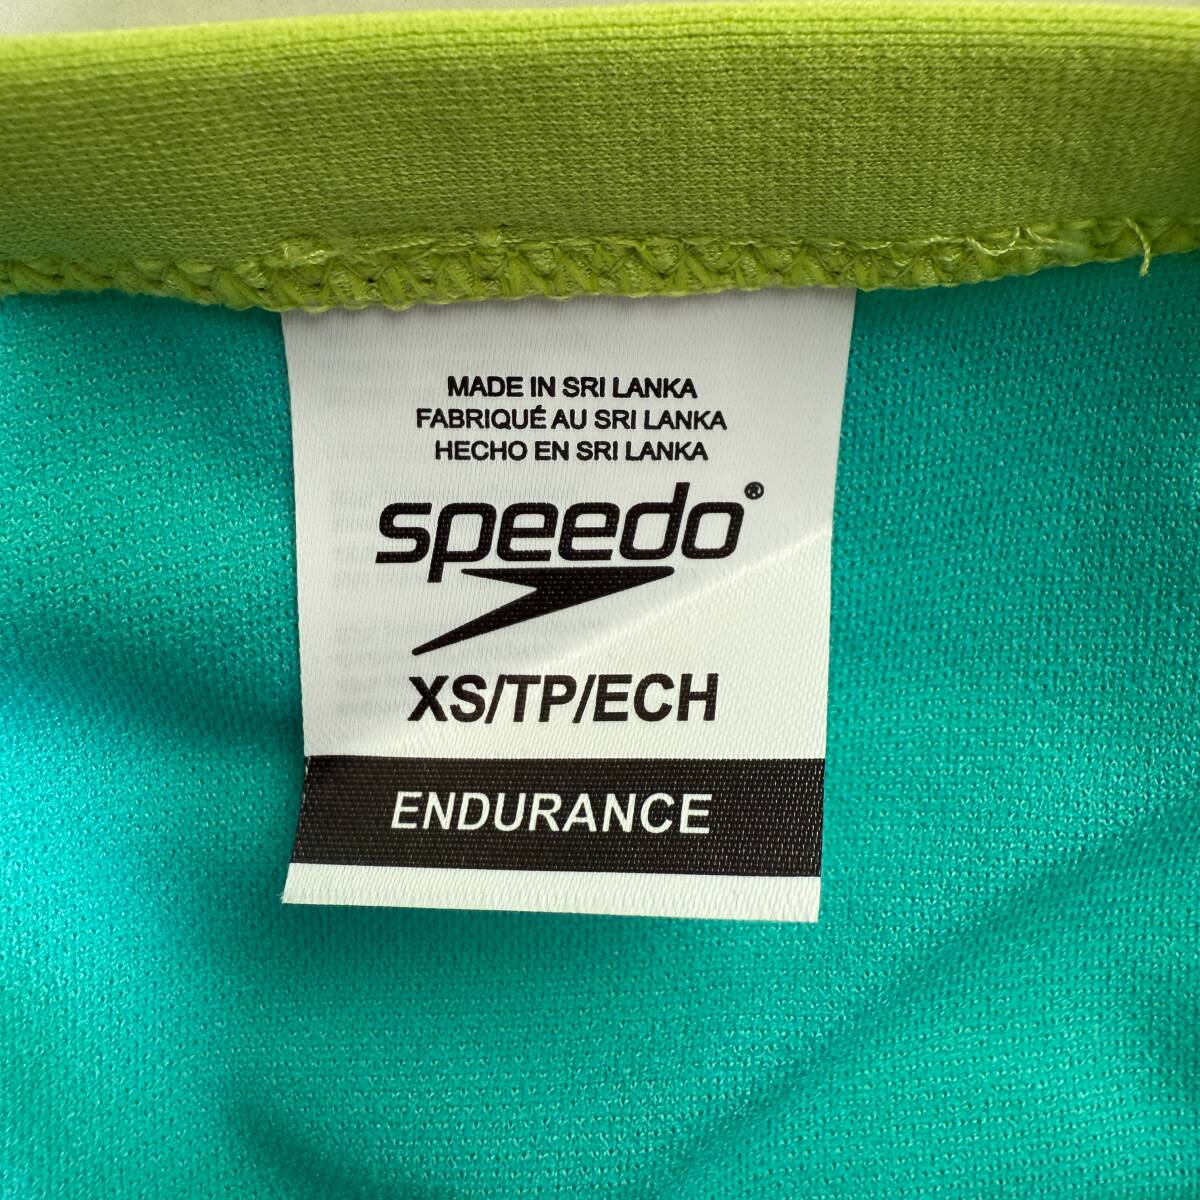 MADE IN SRI LANKA
FABRIQUÉ AU SRI LANKA
HECHO EN SRI LANKA
speedo®
XS/TP/ECH
ENDURANCE